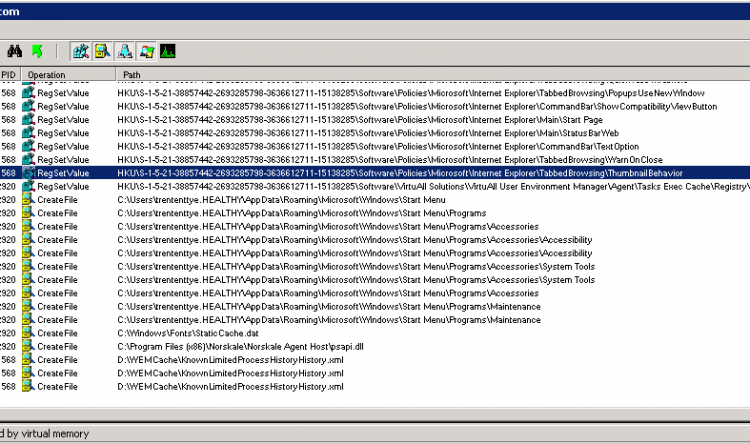 com
PID Operation Path
568 RegSetValue HKU\S-1-5-21-38857442-2693285798-3636612711-15138285\Software\Policies\Microsoft\Internet Explorer\TabbedBrowsing\PopupsUseNewWindow
568 RegSetValue HKU\S-1-5-21-38857442-2693285798-3636612711-15138285\Software\Policies\Microsoft\Internet Explorer\CommandBar\ShowCompatibilityViewButton
568 RegSetValue HKU\S-1-5-21-38857442-2693285798-3636612711-15138285\Software\Policies\Microsoft\Internet Explorer\Main\Start Page
568 RegSetValue HKU\S-1-5-21-38857442-2693285798-3636612711-15138285\Software\Policies\Microsoft\Internet Explorer\Main\StatusBarWeb
568 RegSetValue HKU\S-1-5-21-38857442-2693285798-3636612711-15138285\Software\Policies\Microsoft\Internet Explorer\CommandBar\TextOption
568 RegSetValue HKU\S-1-5-21-38857442-2693285798-3636612711-15138285\Software\Policies\Microsoft\Internet Explorer\TabbedBrowsing\WarnOnClose
568 RegSetValue HKU\S-1-5-21-38857442-2693285798-3636612711-15138285\Software\Policies\Microsoft\Internet Explorer\TabbedBrowsing\ThumbnailBehavior
2920 RegSetValue HKU\S-1-5-21-38857442-2693285798-3636612711-15138285\Software\VirtuAll Solutions\VirtuAll User Environment Manager\Agent\Tasks Exec Cache\Registry\
2920 CreateFile C:\Users\trententtye.HEALTHY\AppData\Roaming\Microsoft\Windows\Start Menu
2920 CreateFile C:\Users\trententtye.HEALTHY\AppData\Roaming\Microsoft\Windows\Start Menu\Programs
2920 CreateFile C:\Users\trententtye.HEALTHY\AppData\Roaming\Microsoft\Windows\Start Menu\Programs\Accessories
2920 CreateFile C:\Users\trententtye.HEALTHY\AppData\Roaming\Microsoft\Windows\Start Menu\Programs\Accessories\Accessibility
2920 CreateFile C:\Users\trententtye.HEALTHY\AppData\Roaming\Microsoft\Windows\Start Menu\Programs\Accessories\Accessibility
2920 CreateFile C:\Users\trententtye.HEALTHY\AppData\Roaming\Microsoft\Windows\Start Menu\Programs\Accessories\System Tools
2920 CreateFile C:\Users\trententtye.HEALTHY\AppData\Roaming\Microsoft\Windows\Start Menu\Programs\Accessories\System Tools
2920 CreateFile C:\Users\trententtye.HEALTHY\AppData\Roaming\Microsoft\Windows\Start Menu\Programs\Accessories
2920 CreateFile C:\Users\trententtye.HEALTHY\AppData\Roaming\Microsoft\Windows\Start Menu\Programs\Maintenance
2920 CreateFile C:\Users\trententtye.HEALTHY\AppData\Roaming\Microsoft\Windows\Start Menu\Programs\Maintenance
2920 CreateFile C:\Windows\Fonts\StaticCache.dat
2920 CreateFile C:\Program Files (x86)\Norskale\Norskale Agent Host\psapi.dll
568 CreateFile D:\WEMCache\KnownLimitedProcessHistoryHistory.xml
568 CreateFile D:\WEMCache\KnownLimitedProcessHistoryHistory.xml
568 CreateFile D:\WEMCache\KnownLimitedProcessHistoryHistory.xml
568 CreateFile D:\WEMCache\KnownLimitedProcessHistoryHistory.xml
d by virtual memory